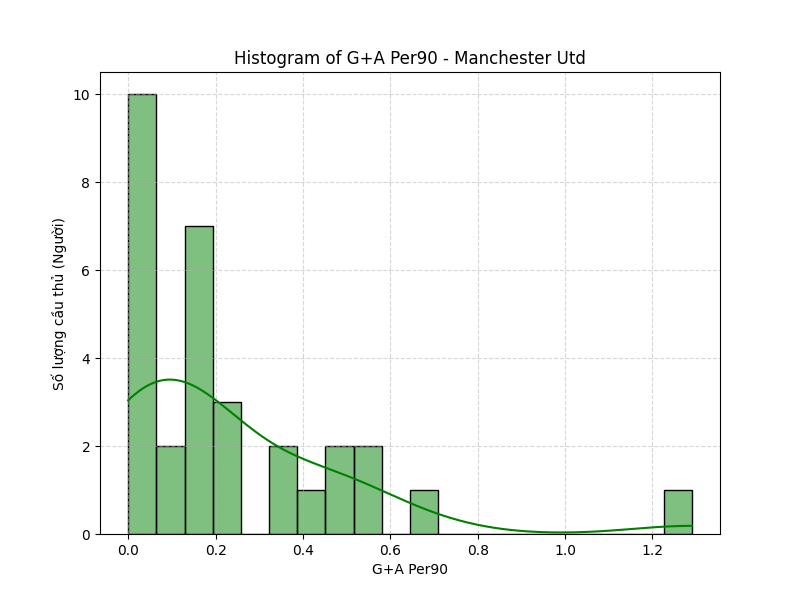 Histogram of G+A Per90 - Manchester Utd
Số lượng cầu thủ (Người)
10
8
6
4
2
0
0.0 0.2 0.4 0.6 0.8 1.0 1.2
G+A Per90